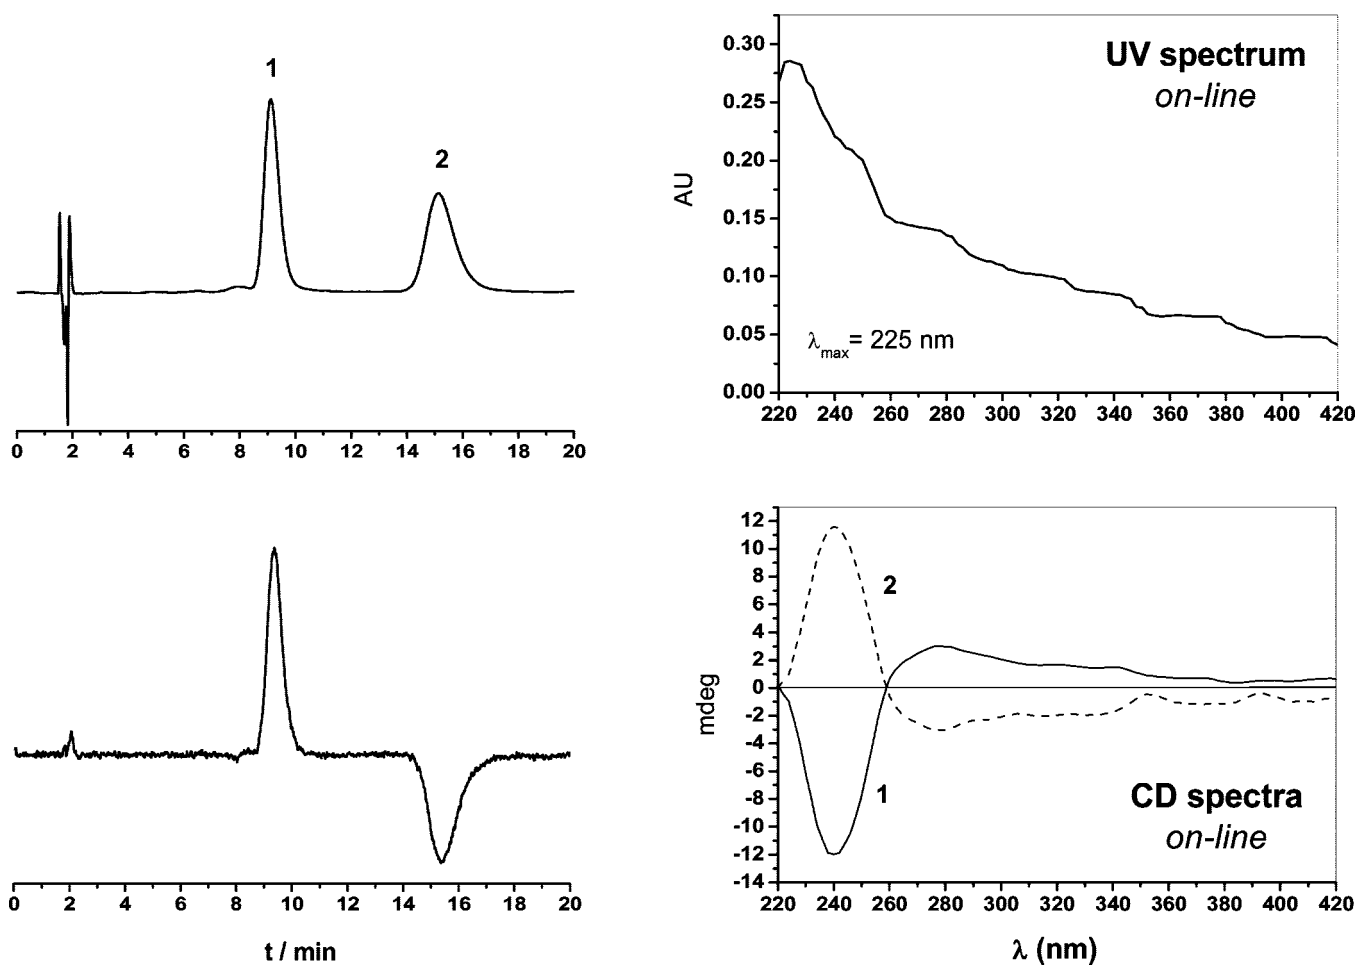 1
2
0 2 4 6 8 10 12 14 16 18 20
0.30
0.25
0.20
0.15
0.10
0.05
0.00
AU
UV spectrum
on-line
λmax= 225 nm
220 240 260 280 300 320 340 360 380 400 420
0 2 4 6 8 10 12 14 16 18 20
t / min
12
10
8
6
4
2
0
-2
-4
-6
-8
-10
-12
-14
mdeg
2
1
CD spectra
on-line
220 240 260 280 300 320 340 360 380 400 420
λ (nm)